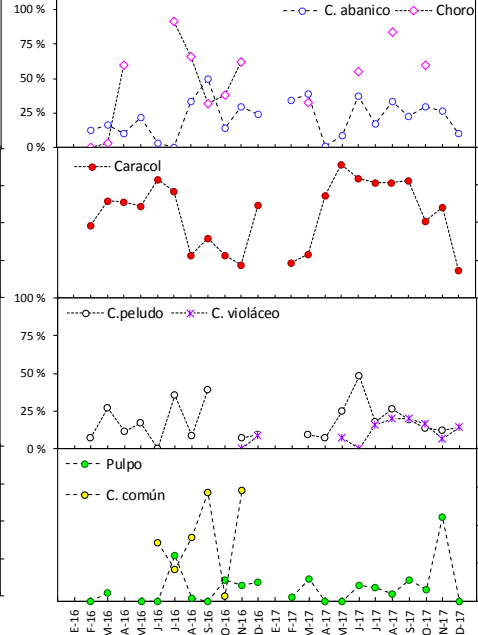 100 %
C. abanico
Choro
75 %
50 %
25 %
0 %
Caracol
100 %
C.peludo
C. violáceo
75 %
50 %
25 %
0 %
Pulpo
C. común
E-16
F-16
M-16
A-16
M-16
J-16
J-16
A-16
S-16
O-16
N-16
D-16
E-17
F-17
M-17
A-17
M-17
J-17
J-17
A-17
S-17
O-17
N-17
D-17